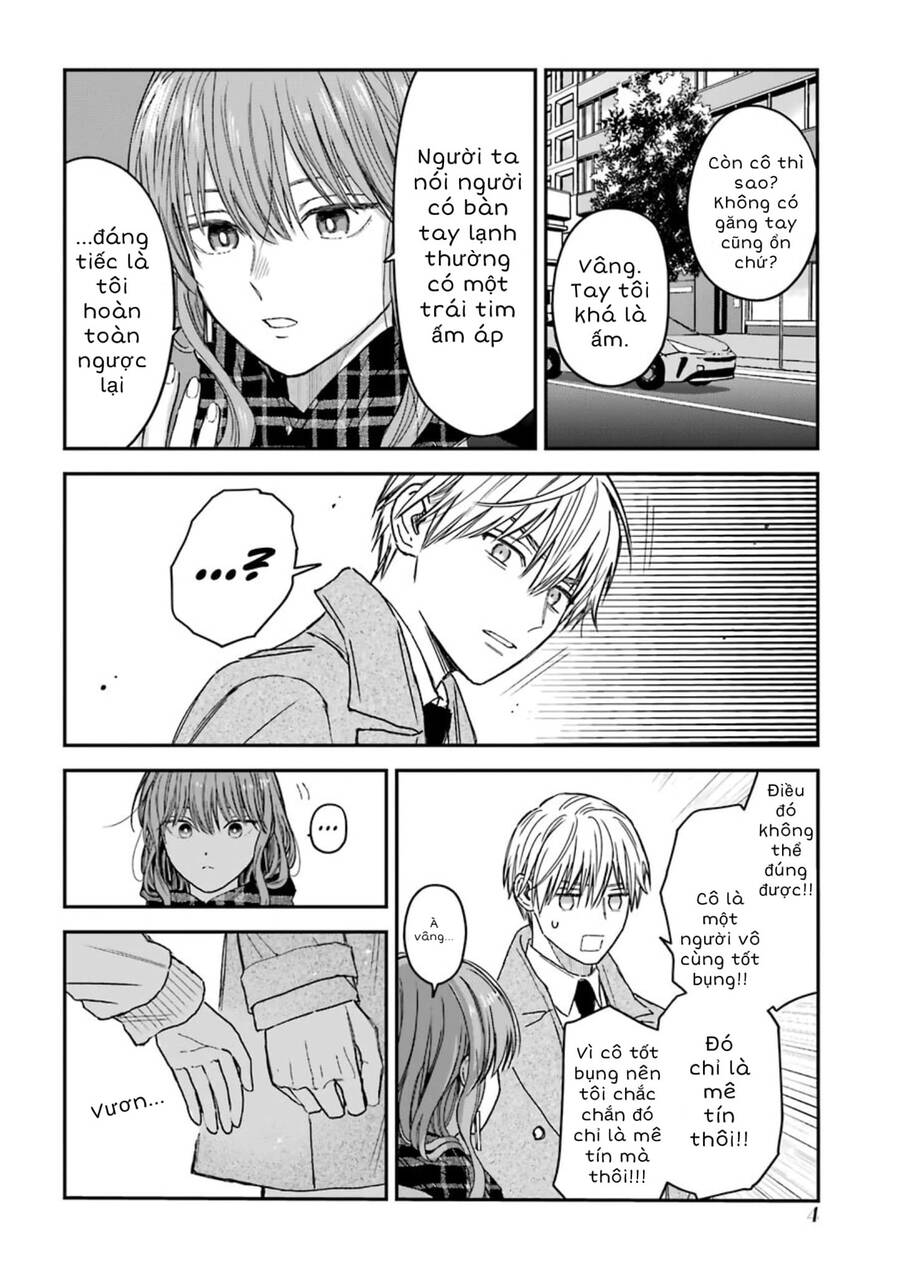 Còn cô thì
sao?
Không có
găng tay
cũng ổn
chứ?
Vâng.
Tay tôi
khá là
ấm.
Người ta
nói người
có bàn
tay lạnh
thường
có một
trái tim
ấm áp
...đáng
tiếc là
tôi
hoàn
toàn
ngược
lại
...?
Điều
đó
không
thể
đúng
được!!
Cô là
một
người vô
cùng tốt
bụng!!
Đó
chỉ là
mê
tín
thôi!!
Vì cô tốt
bụng nên
tôi chắc
chắn đó
chỉ là mê
tín mà
thôi!!!
À
vâng...
...
Vươn...
4